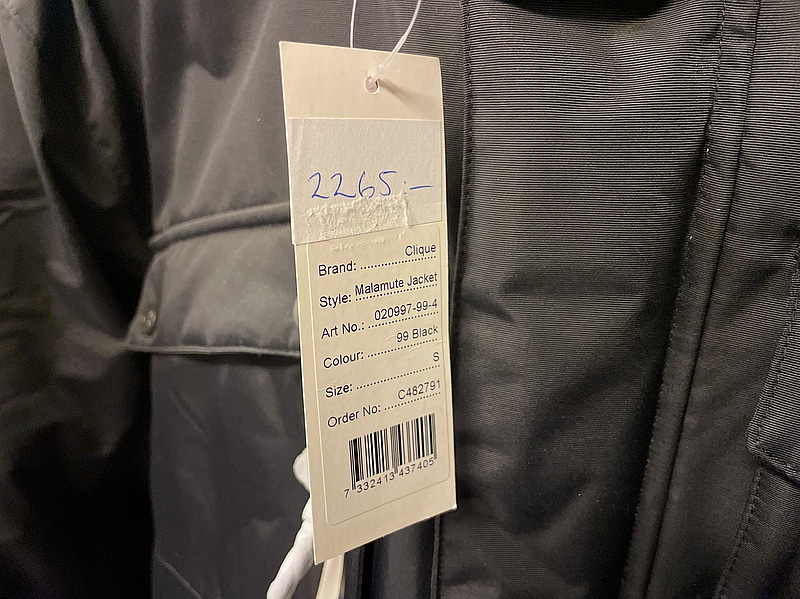 2265:-
Brand: .................... Clique
Style: Malamute Jacket
Art No.: .......... 020997-99-4
Colour: .............. 99 Black
Size: ........................ S
Order No: .......... C482791
7 332413 437405